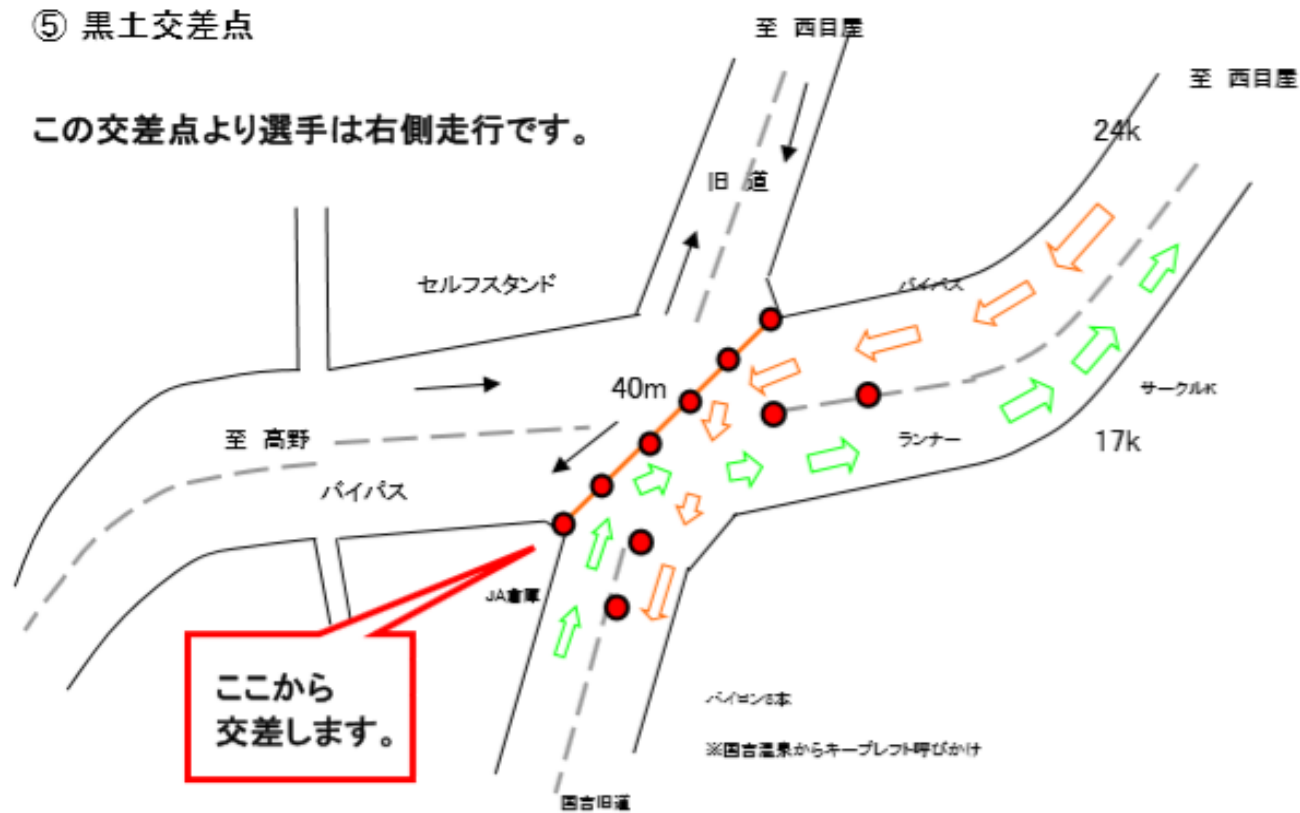 ⑤ 黒土交差点
至 西目屋
至 西目屋
この交差点より選手は右側走行です。
24k
旧 道
セルフスタンド
バイパス
40m
サークルK
至 高野
ランナー
17k
バイパス
JA倉庫
ここから
交差します。
※国吉温泉からキープレフト呼びかけ
国吉旧道